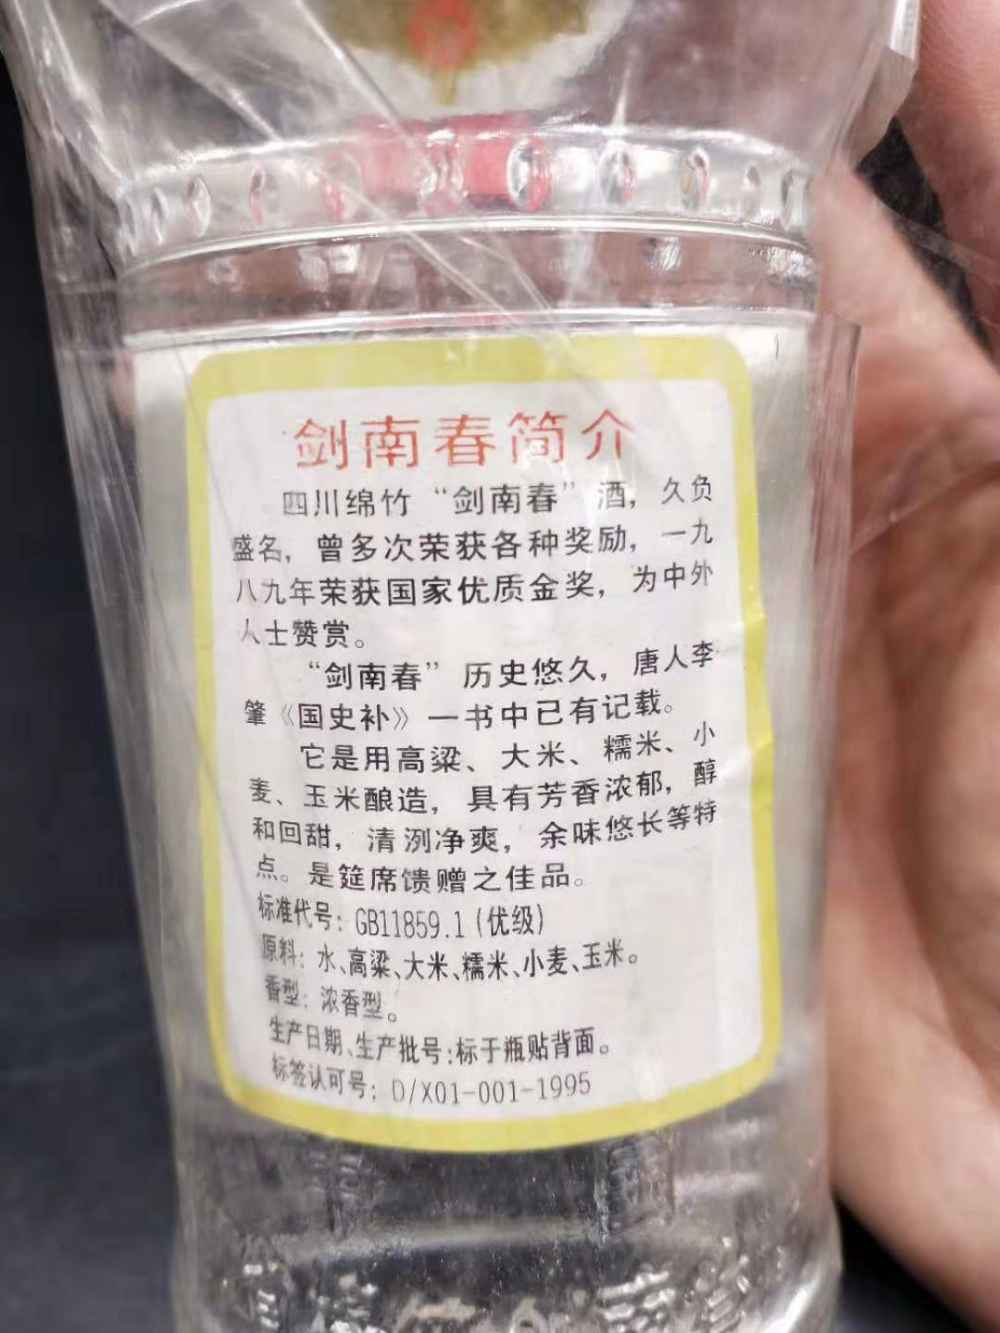 剑南春简介
四川绵竹“剑南春”酒，久负
盛名，曾多次荣获各种奖励，一九
八九年荣获国家优质金奖，为中外
人士赞赏。
“剑南春”历史悠久，唐人李
肇《国史补》一书中已有记载。
它是用高粱、大米、糯米、小
麦、玉米酿造，具有芳香浓郁，醇
和回甜，清洌净爽，余味悠长等特
点。是筵席馈赠之佳品。
标准代号：GB11859.1(优级)
原料：水、高粱、大米、糯米、小麦、玉米。
香型：浓香型。
生产日期、生产批号：标于瓶贴背面。
标签认可号：D/X01-001-1995